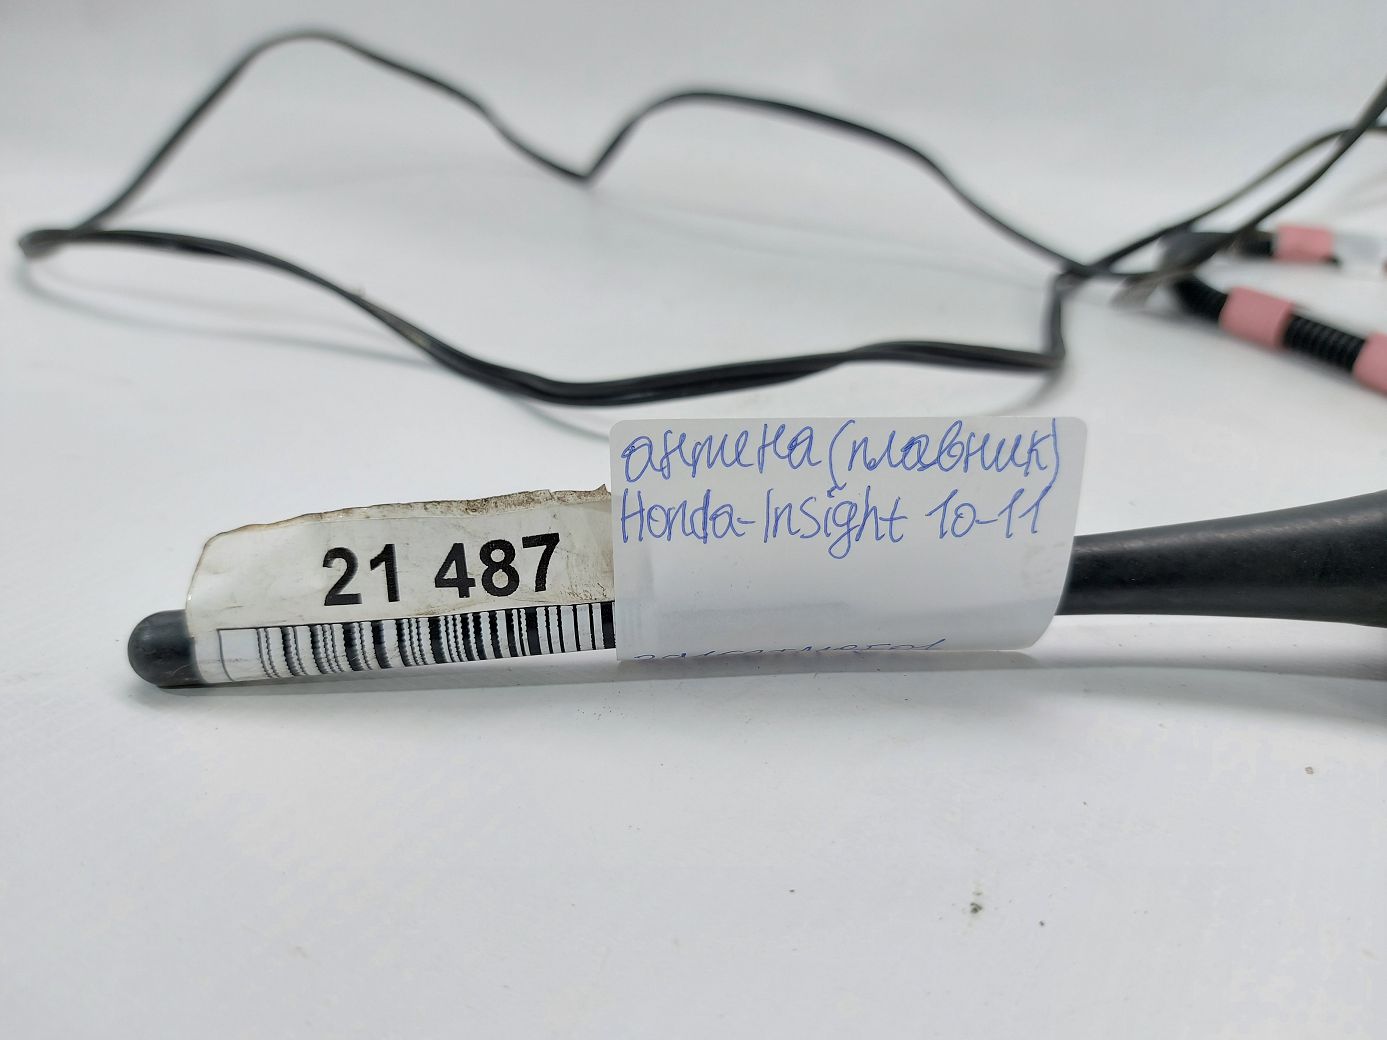 антена (плавник)
Honda-Insight 10-11
21 487